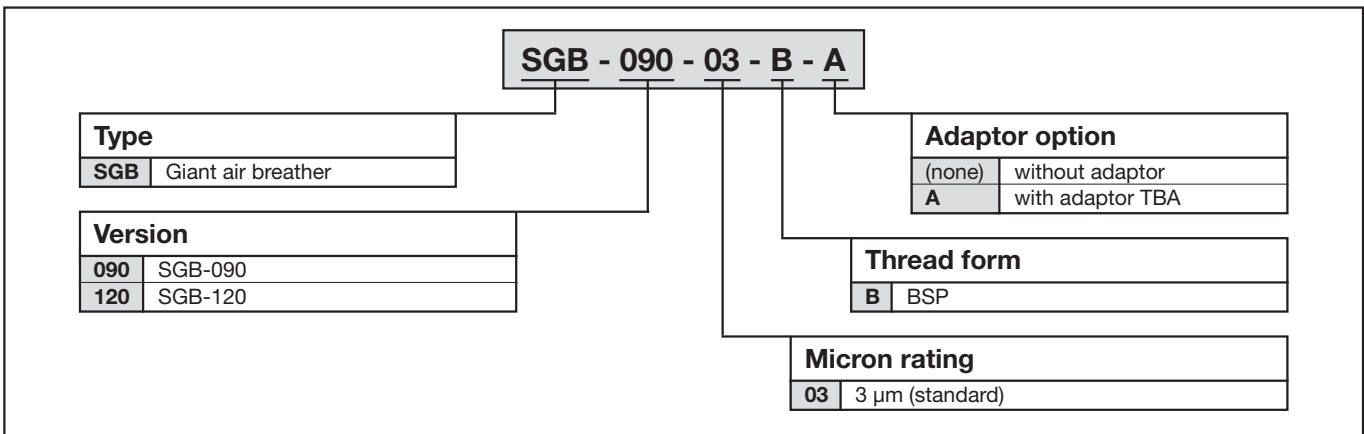 SGB - 090 - 03 - B - A
Type
SGB Giant air breather
Version
090 SGB-090
120 SGB-120
Adaptor option
(none) without adaptor
A with adaptor TBA
Thread form
B BSP
Micron rating
03 3 µm (standard)